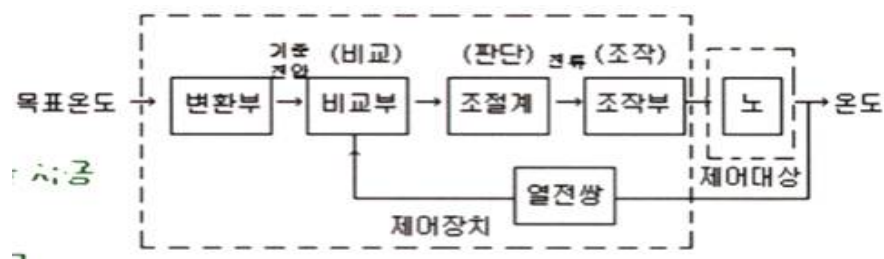 기준
전압 (비교) (판단) 전류 (조작)
목표온도 변환부 비교부 조절계 조작부 노 온도
제어대상
열전쌍
제어장치